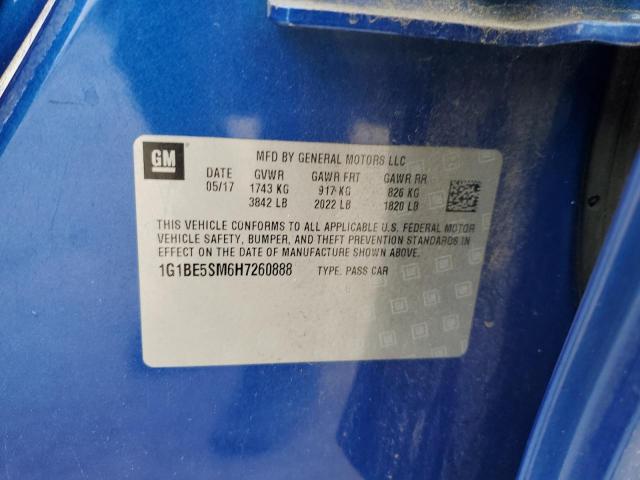 GM
MFD BY GENERAL MOTORS LLC
DATE GVWR GAWR FRT GAWR RR
05/17 1743 KG 917 KG 826 KG
3842 LB 2022 LB 1820 LB
THIS VEHICLE CONFORMS TO ALL APPLICABLE U.S. FEDERAL MOTOR
VEHICLE SAFETY, BUMPER, AND THEFT PREVENTION STANDARDS IN
EFFECT ON THE DATE OF MANUFACTURE SHOWN ABOVE.
1G1BE5SM6H7260888 TYPE: PASS CAR